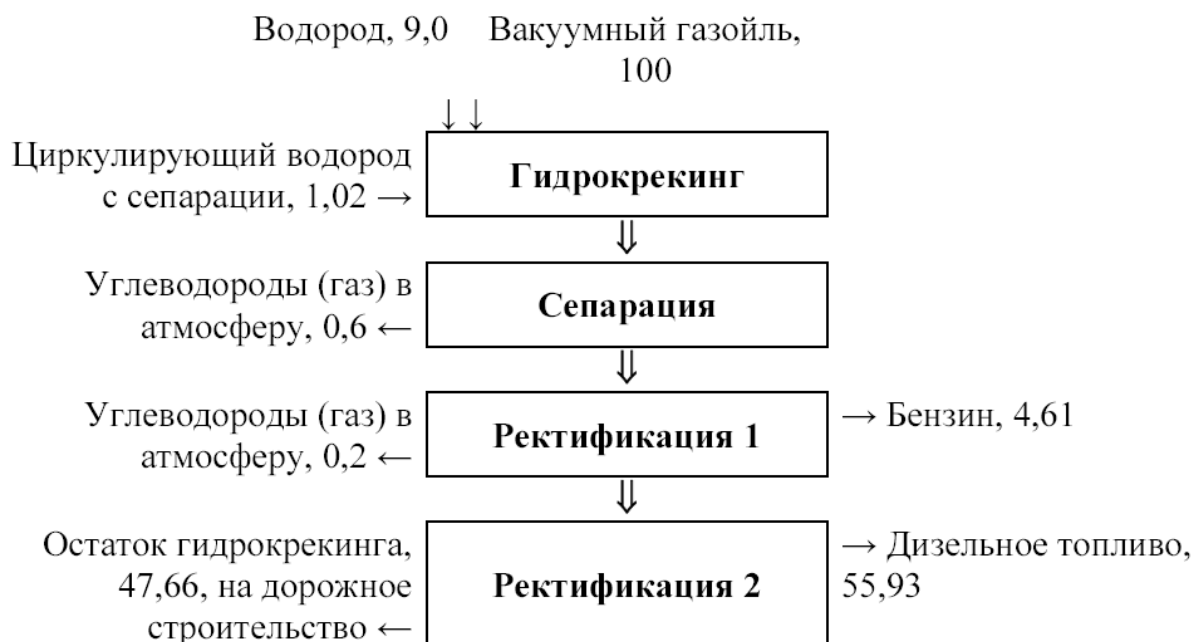 Водород, 9,0 Вакуумный газойль,
100
↓ ↓
Циркулирующий водород
с сепарации, 1,02 →
Гидрокрекинг
⇓
Углеводороды (газ) в
атмосферу, 0,6 ←
Сепарация
⇓
Углеводороды (газ) в
атмосферу, 0,2 ←
Ректификация 1
→ Бензин, 4,61
⇓
Остаток гидрокрекинга,
47,66, на дорожное
строительство ←
Ректификация 2
→ Дизельное топливо,
55,93